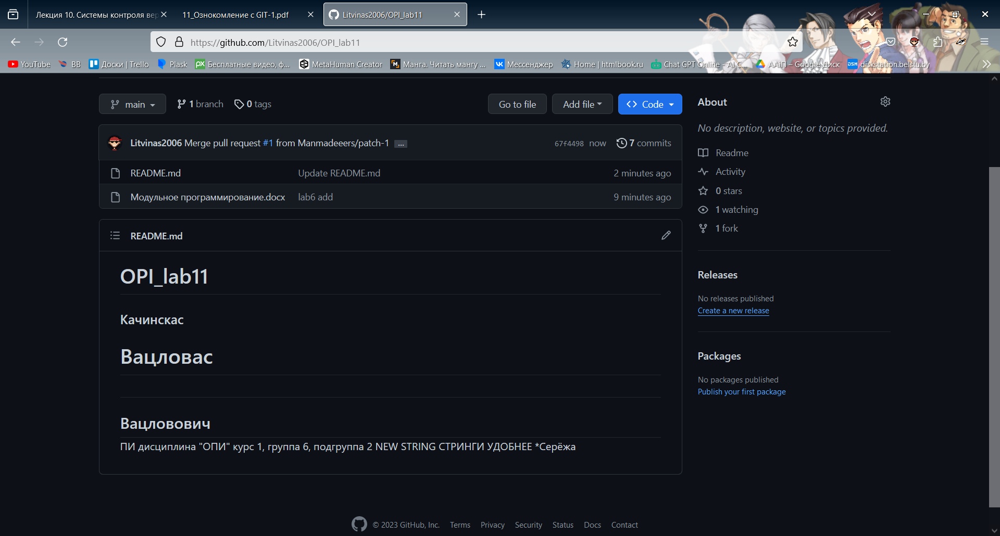 Лекция 10. Системы контроля вер
11_Ознокомление с GIT-1.pdf
Litvinas2006/OPI_lab11
https://github.com/Litvinas2006/OPI_lab11
YouTube BB Доски | Trello Plask Бесплатные видео, ф... MetaHuman Creator Манга. Читать мангу ... Мессенджер Home | htmlbook.ru Chat GPT Online - AI C... ААіП – Google Диск diskstation.belstu.by
main 1 branch 0 tags Go to file Add file Code
Litvinas2006 Merge pull request #1 from Manmadeeers/patch-1 ... 67f4498 now 7 commits
README.md Update README.md 2 minutes ago
Модульное программирование.docx lab6 add 9 minutes ago
README.md
OPI_lab11
Качинскас
Вацловас
Вацловович
ПИ дисциплина "ОПИ" курс 1, группа 6, подгруппа 2 NEW STRING СТРИНГИ УДОБНЕЕ *Серёжа
About
No description, website, or topics provided.
Readme
Activity
0 stars
1 watching
1 fork
Releases
No releases published
Create a new release
Packages
No packages published
Publish your first package
© 2023 GitHub, Inc. Terms Privacy Security Status Docs Contact